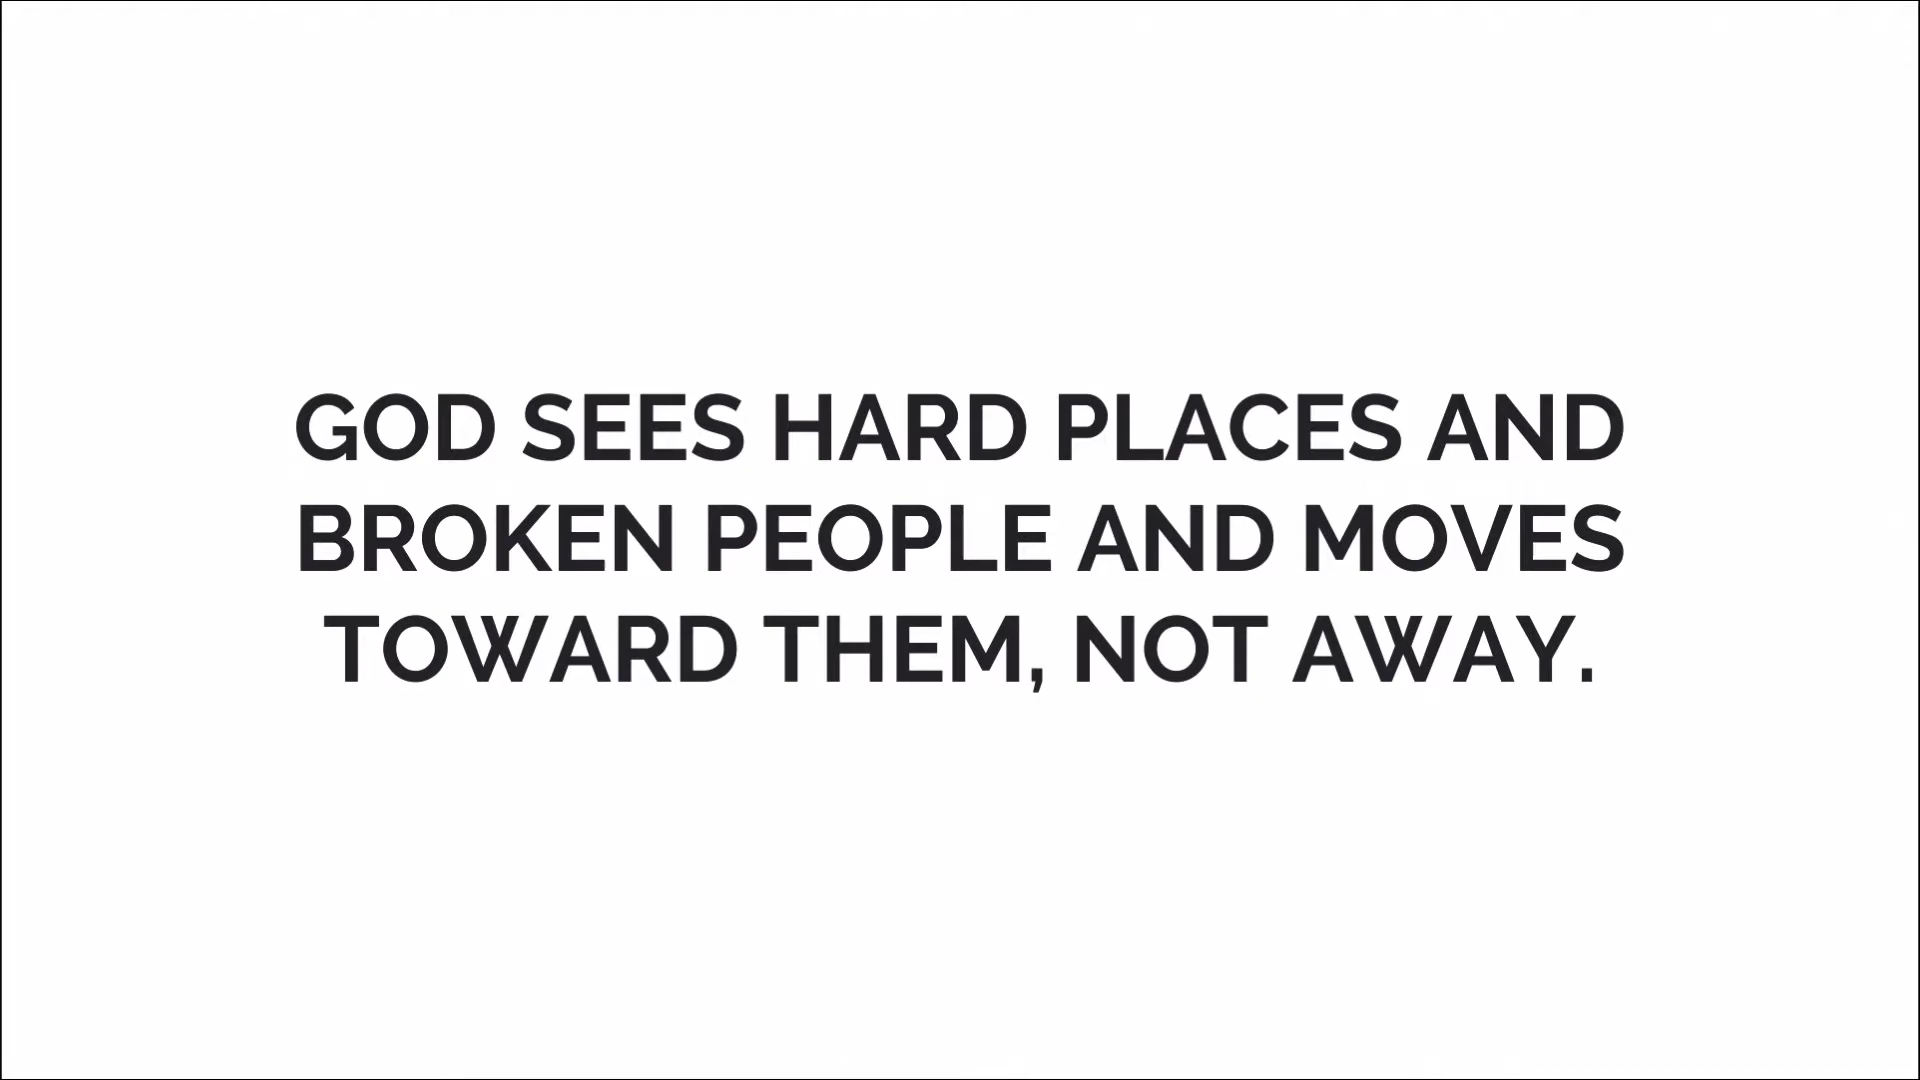 GOD SEES HARD PLACES AND
BROKEN PEOPLE AND MOVES
TOWARD THEM, NOT AWAY.